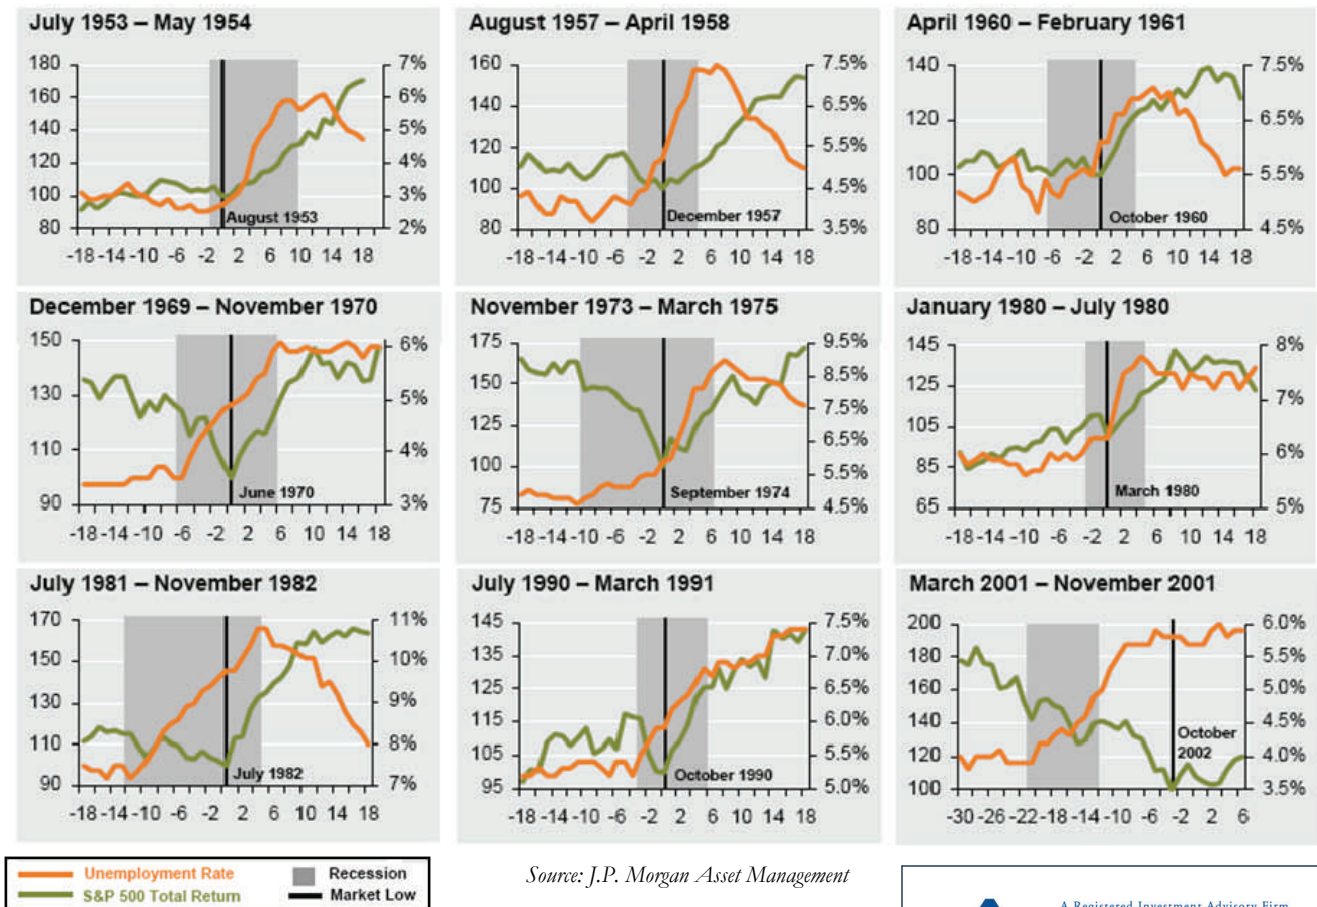 July 1953 – May 1954
180 7%
160 6%
140 5%
120 4%
100 3%
80 2%
August 1953
-18 -14 -10 -6 -2 2 6 10 14 18
August 1957 – April 1958
160 7.5%
140 6.5%
120 5.5%
100 4.5%
80 3.5%
December 1957
-18 -14 -10 -6 -2 2 6 10 14 18
April 1960 – February 1961
140 7.5%
120 6.5%
100 5.5%
80 4.5%
October 1960
-18 -14 -10 -6 -2 2 6 10 14 18
December 1969 – November 1970
150 6%
130 5%
110 4%
90 3%
June 1970
-18 -14 -10 -6 -2 2 6 10 14 18
November 1973 – March 1975
175 9.5%
150 8.5%
125 7.5%
100 6.5%
75 5.5%
4.5%
September 1974
-18 -14 -10 -6 -2 2 6 10 14 18
January 1980 – July 1980
145 8%
125 7%
105 6%
85 5%
65
March 1980
-18 -14 -10 -6 -2 2 6 10 14 18
July 1981 – November 1982
170 11%
150 10%
130 9%
110 8%
90 7%
July 1982
-18 -14 -10 -6 -2 2 6 10 14 18
July 1990 – March 1991
145 7.5%
135 7.0%
125 6.5%
115 6.0%
105 5.5%
95 5.0%
October 1990
-18 -14 -10 -6 -2 2 6 10 14 18
March 2001 – November 2001
200 6.0%
180 5.5%
160 5.0%
140 4.5%
120 4.0%
100 3.5%
October
2002
-30 -26 -22 -18 -14 -10 -6 -2 2 6
Unemployment Rate Recession
S&P 500 Total Return Market Low
Source: J.P. Morgan Asset Management
A Registered Investment Advisory Firm